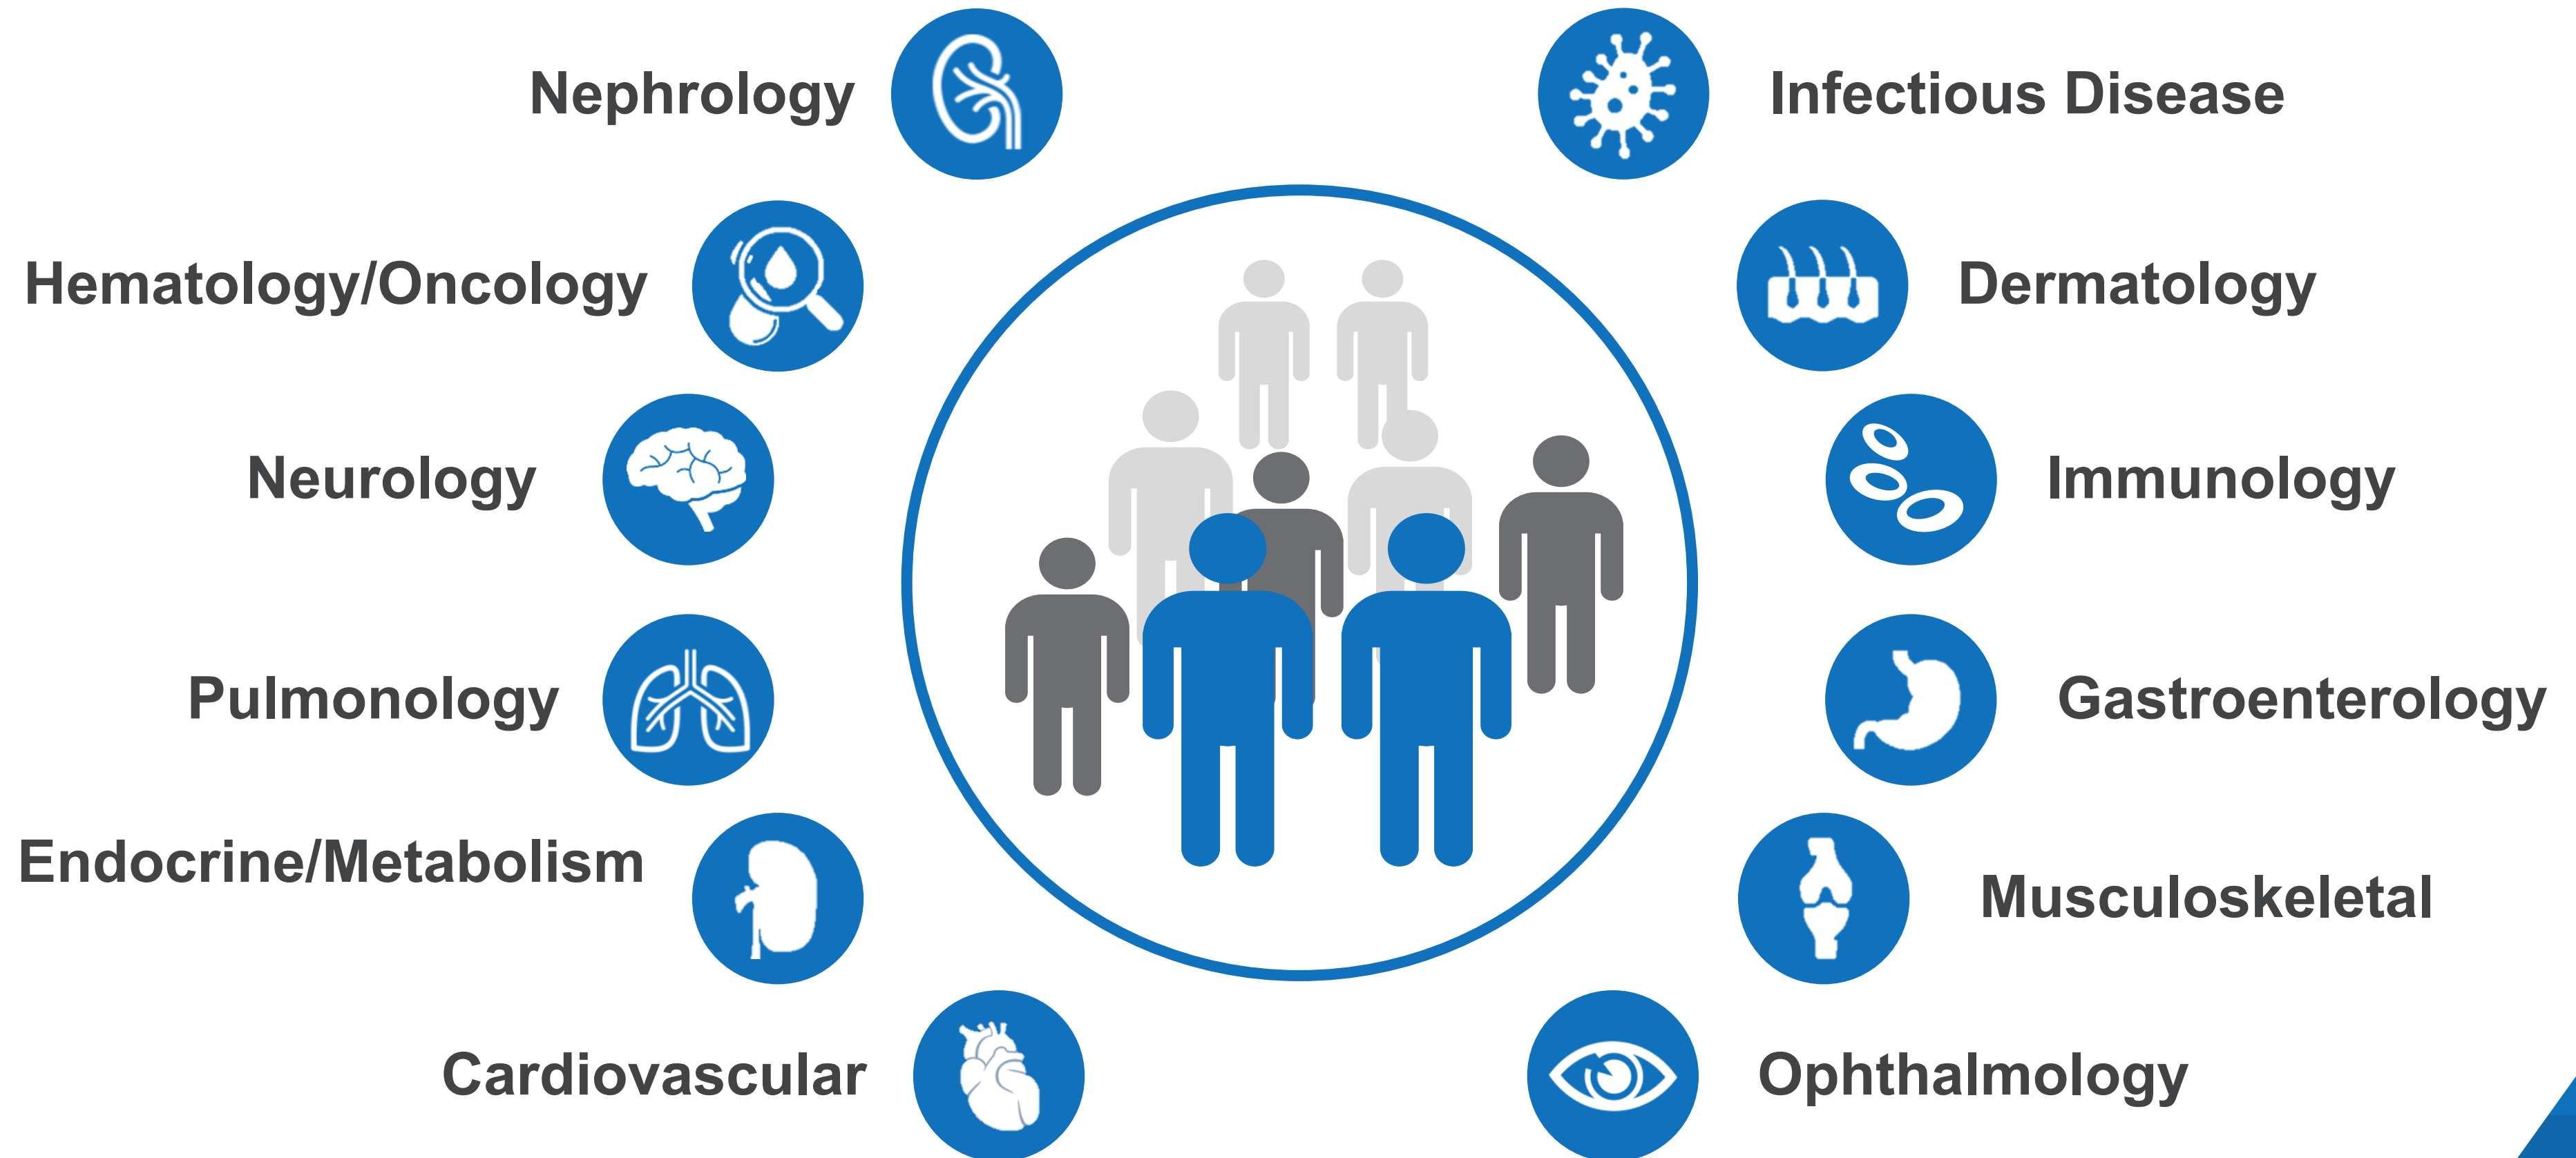 Nephrology
Infectious Disease
Hematology/Oncology
Dermatology
Neurology
Immunology
Pulmonology
Gastroenterology
Endocrine/Metabolism
Musculoskeletal
Cardiovascular
Ophthalmology